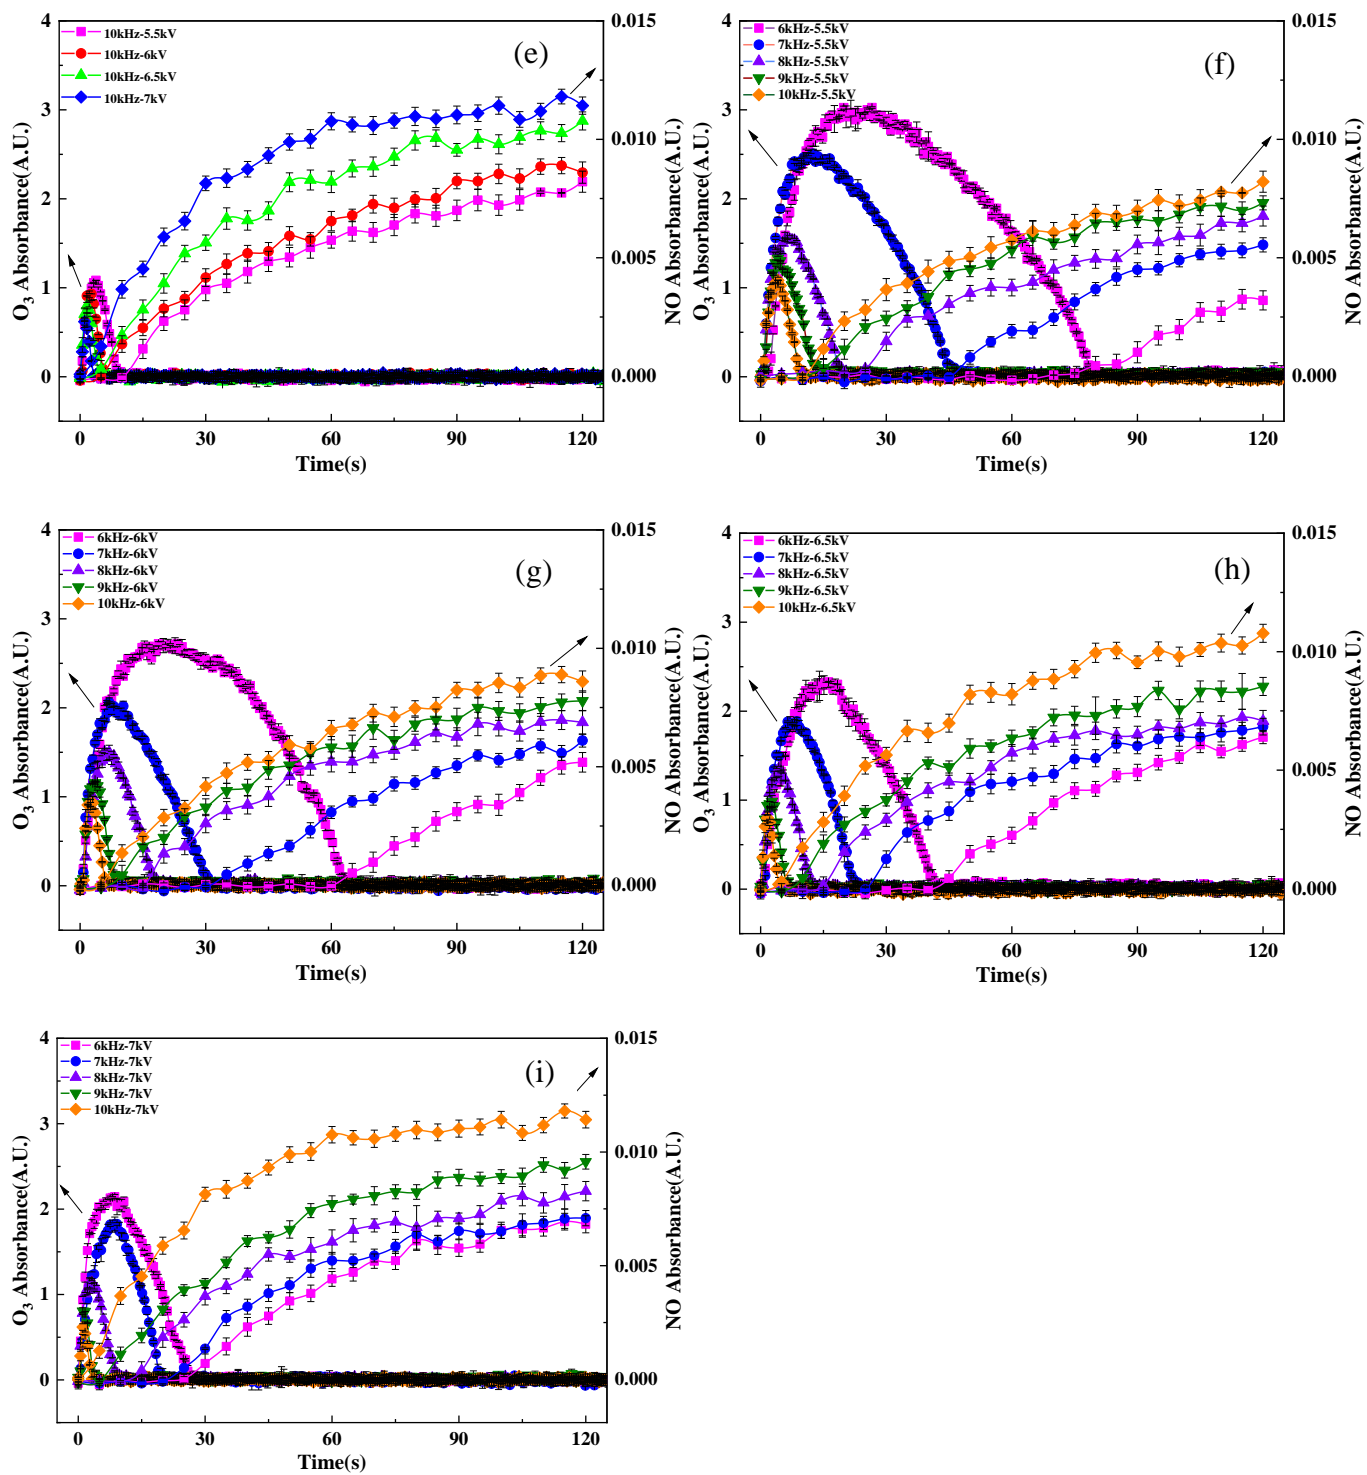 (e)
10kHz-5.5kV
10kHz-6kV
10kHz-6.5kV
10kHz-7kV
O3 Absorbance(A.U.)
4
3
2
1
0
NO Absorbance(A.U.)
0.015
0.010
0.005
0.000
0 30 60 90 120
Time(s)
(f)
6kHz-5.5kV
7kHz-5.5kV
8kHz-5.5kV
9kHz-5.5kV
10kHz-5.5kV
O3 Absorbance(A.U.)
4
3
2
1
0
NO Absorbance(A.U.)
0.015
0.010
0.005
0.000
0 30 60 90 120
Time(s)
(g)
6kHz-6kV
7kHz-6kV
8kHz-6kV
9kHz-6kV
10kHz-6kV
O3 Absorbance(A.U.)
4
3
2
1
0
NO Absorbance(A.U.)
0.015
0.010
0.005
0.000
0 30 60 90 120
Time(s)
(h)
6kHz-6.5kV
7kHz-6.5kV
8kHz-6.5kV
9kHz-6.5kV
10kHz-6.5kV
O3 Absorbance(A.U.)
4
3
2
1
0
NO Absorbance(A.U.)
0.015
0.010
0.005
0.000
0 30 60 90 120
Time(s)
(i)
6kHz-7kV
7kHz-7kV
8kHz-7kV
9kHz-7kV
10kHz-7kV
O3 Absorbance(A.U.)
4
3
2
1
0
NO Absorbance(A.U.)
0.015
0.010
0.005
0.000
0 30 60 90 120
Time(s)